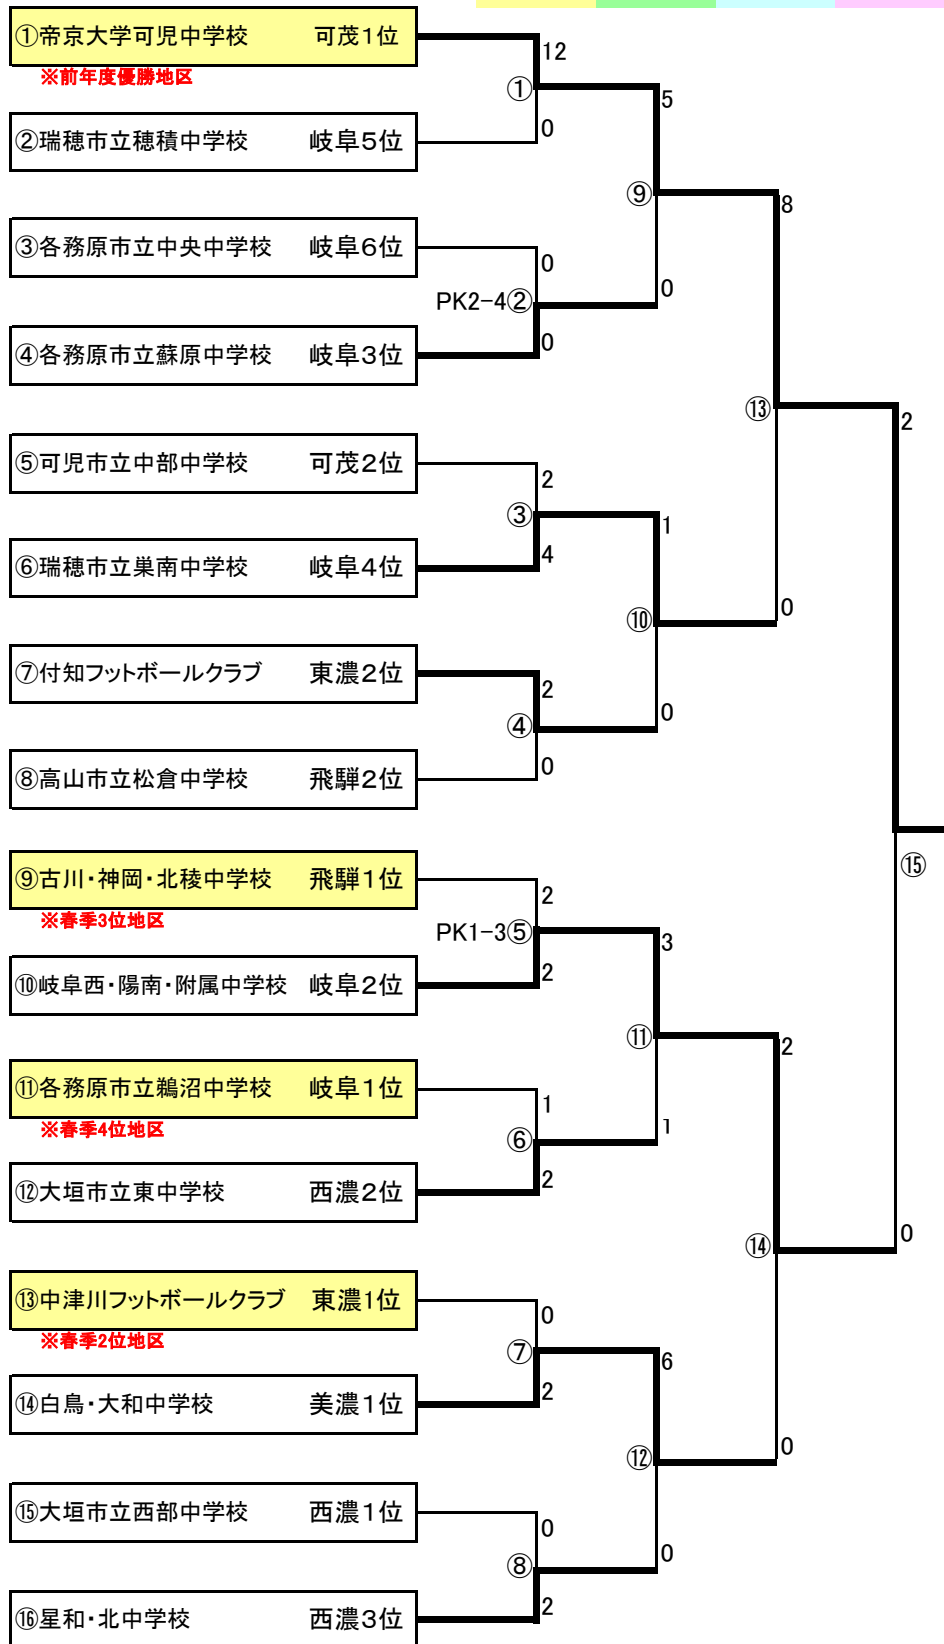 ①帝京大学可児中学校 可茂1位
※前年度優勝地区
②瑞穂市立穂積中学校 岐阜5位
③各務原市立中央中学校 岐阜6位
④各務原市立蘇原中学校 岐阜3位
⑤可児市立中部中学校 可茂2位
⑥瑞穂市立巣南中学校 岐阜4位
⑦付知フットボールクラブ 東濃2位
⑧高山市立松倉中学校 飛騨2位
⑨古川・神岡・北稜中学校 飛騨1位
※春季3位地区
⑩岐阜西・陽南・附属中学校 岐阜2位
⑪各務原市立鵜沼中学校 岐阜1位
※春季4位地区
⑫大垣市立東中学校 西濃2位
⑬中津川フットボールクラブ 東濃1位
※春季2位地区
⑭白鳥・大和中学校 美濃1位
⑮大垣市立西部中学校 西濃1位
⑯星和・北中学校 西濃3位
12
①
0
0
PK2-4②
0
2
③
4
2
④
0
2
PK1-3⑤
2
1
⑥
2
0
⑦
2
0
⑧
2
5
⑨
0
1
⑩
0
3
⑪
1
6
⑫
0
8
⑬
0
2
⑭
0
2
⑮
0